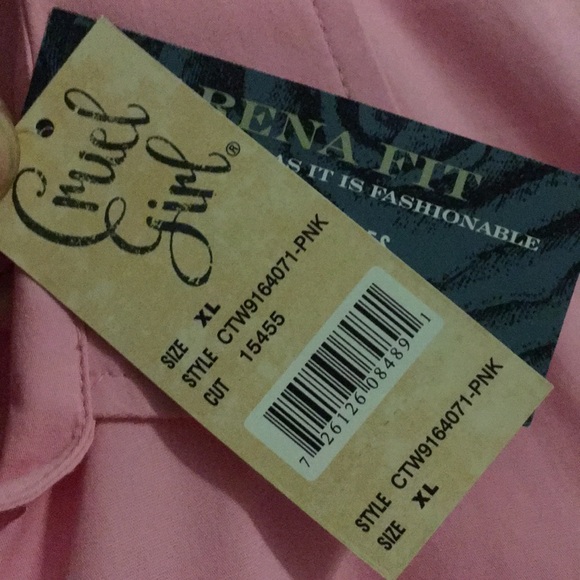 Cruel
Girl®
SIZE XL
STYLE CTW9164071-PNK
CUT 15455
7 26126 08489 1
STYLE CTW9164071-PNK
SIZE XL
RENA FIT
AS IT IS FASHIONABLE